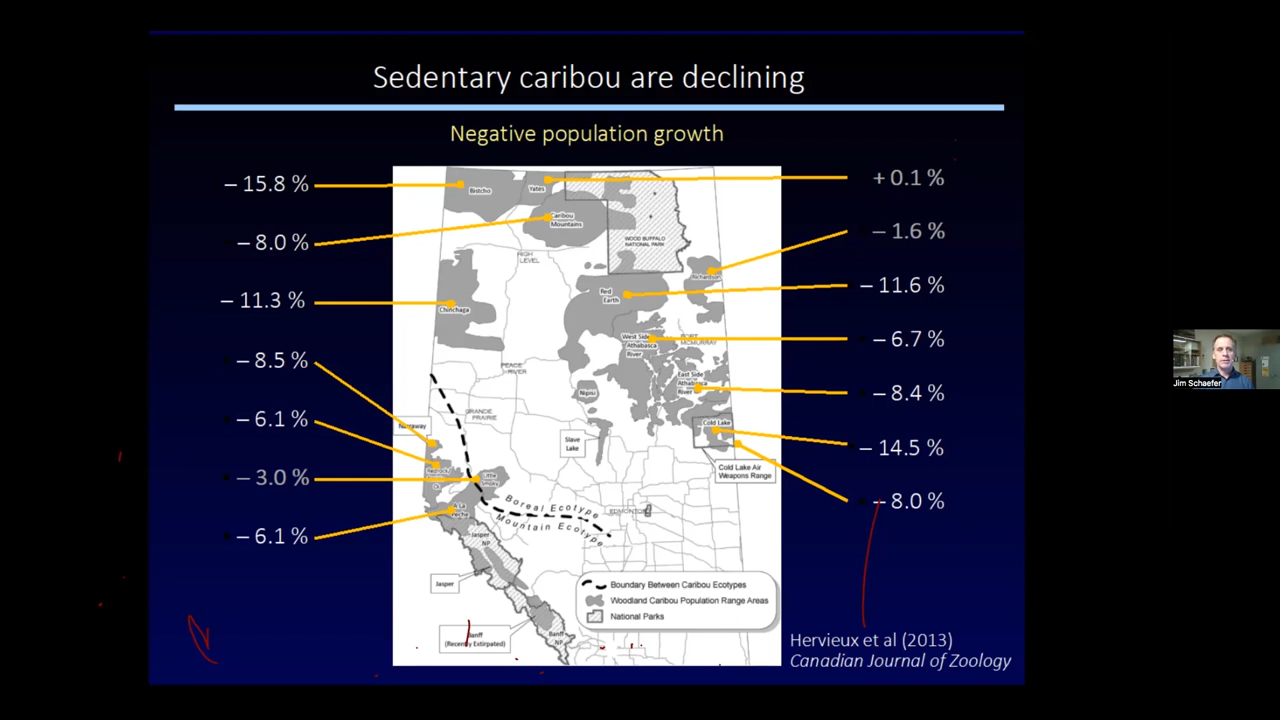 Sedentary caribou are declining
Negative population growth
– 15.8 %
– 8.0 %
– 11.3 %
– 8.5 %
– 6.1 %
– 3.0 %
– 6.1 %
Bistcho
Yates
Caribou
Mountains
WOOD BUFFALO
NATIONAL PARK
HIGH
LEVEL
Richardson
Red
Earth
Chinchaga
West Side
Athabasca
River
FORT
MCMURRAY
PEACE
RIVER
East Side
Athabasca
River
Nipisi
GRANDE
PRAIRIE
Narraway
Cold Lake
Slave
Lake
Redrock/
Cold Lake Air
Weapons Range
Little
Smoky
A La
Peche
Boreal Ecotype
Mountain Ecotype
EDMONTON
Jasper
NP
Jasper
Banff
(Recently Extirpated)
Banff
NP
Boundary Between Caribou Ecotypes
Woodland Caribou Population Range Areas
National Parks
+ 0.1 %
– 1.6 %
– 11.6 %
– 6.7 %
– 8.4 %
– 14.5 %
– 8.0 %
Hervieux et al (2013)
Canadian Journal of Zoology
Jim Schaefer